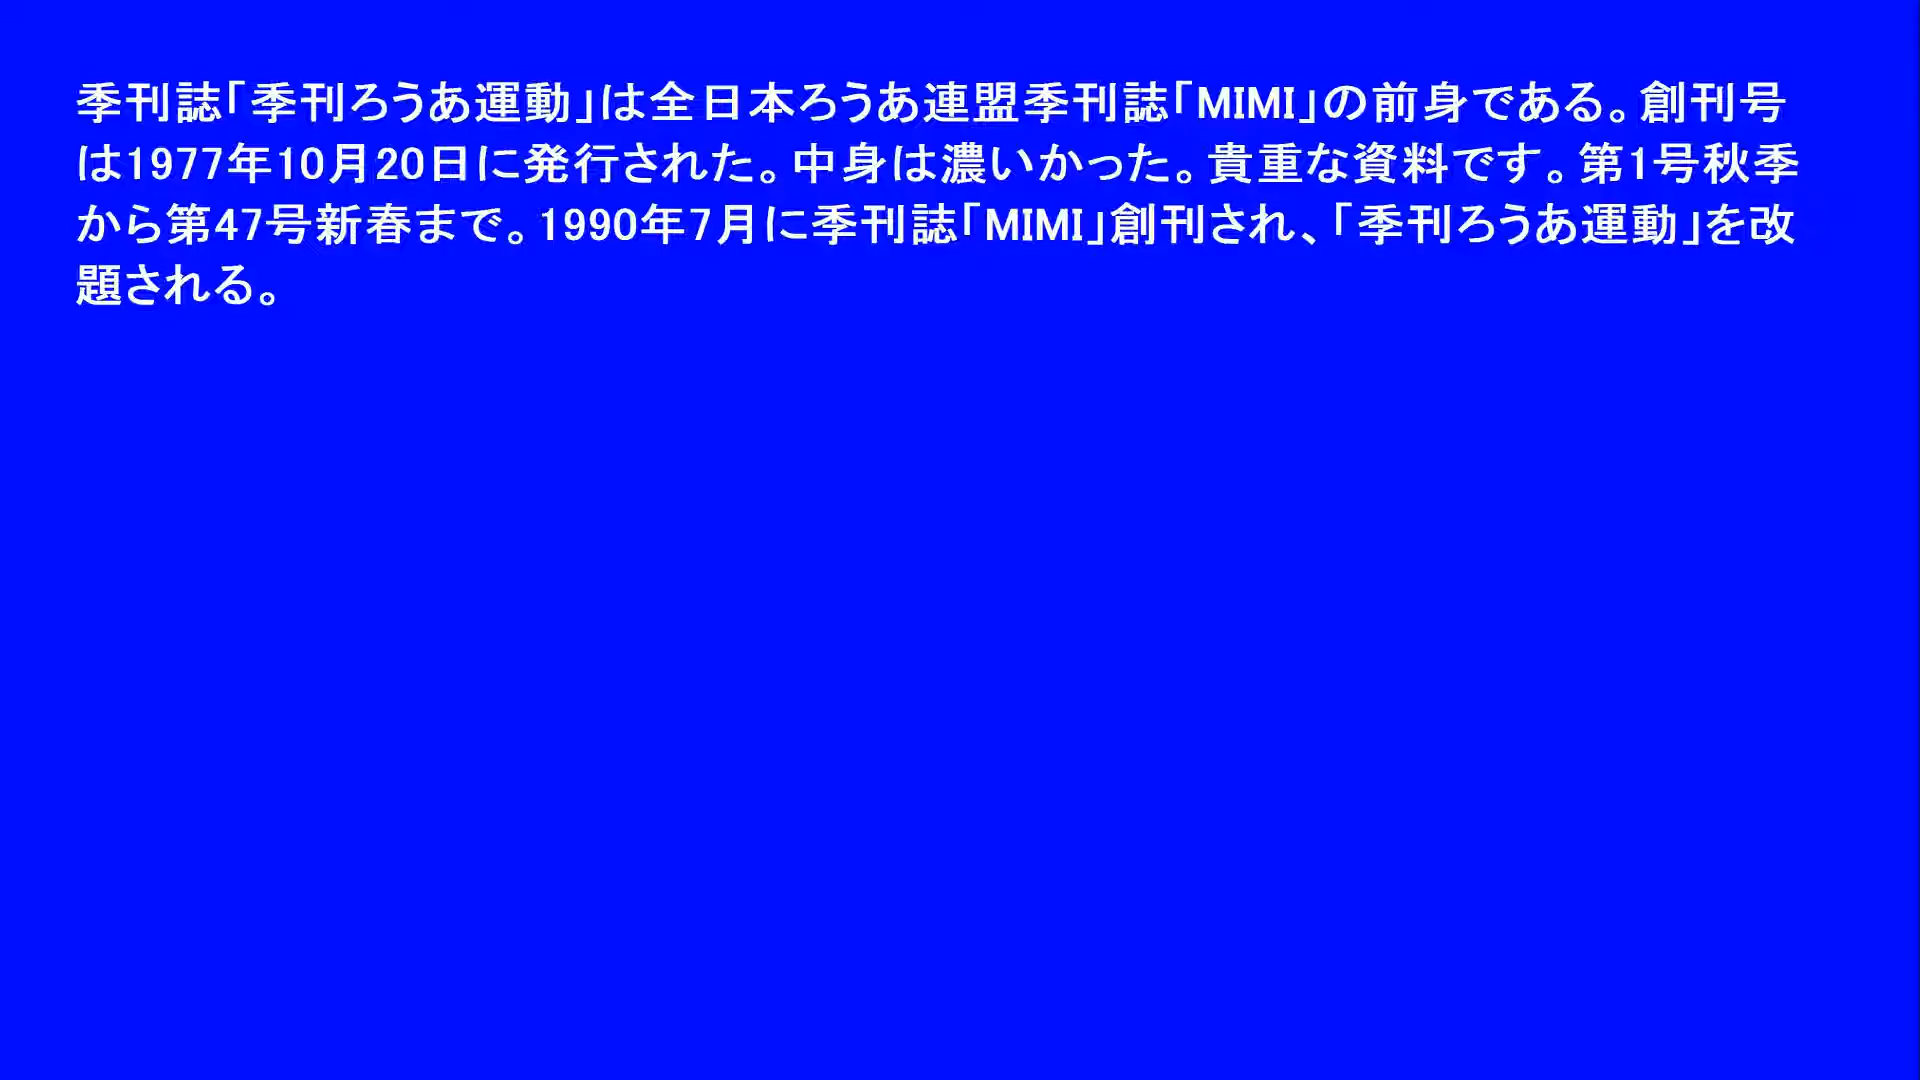 季刊誌「季刊ろうあ運動」は全日本ろうあ連盟季刊誌「MIMI」の前身である。創刊号
は1977年10月20日に発行された。中身は濃いかった。貴重な資料です。第1号秋季
から第47号新春まで。1990年7月に季刊誌「MIMI」創刊され、「季刊ろうあ運動」を改
題される。